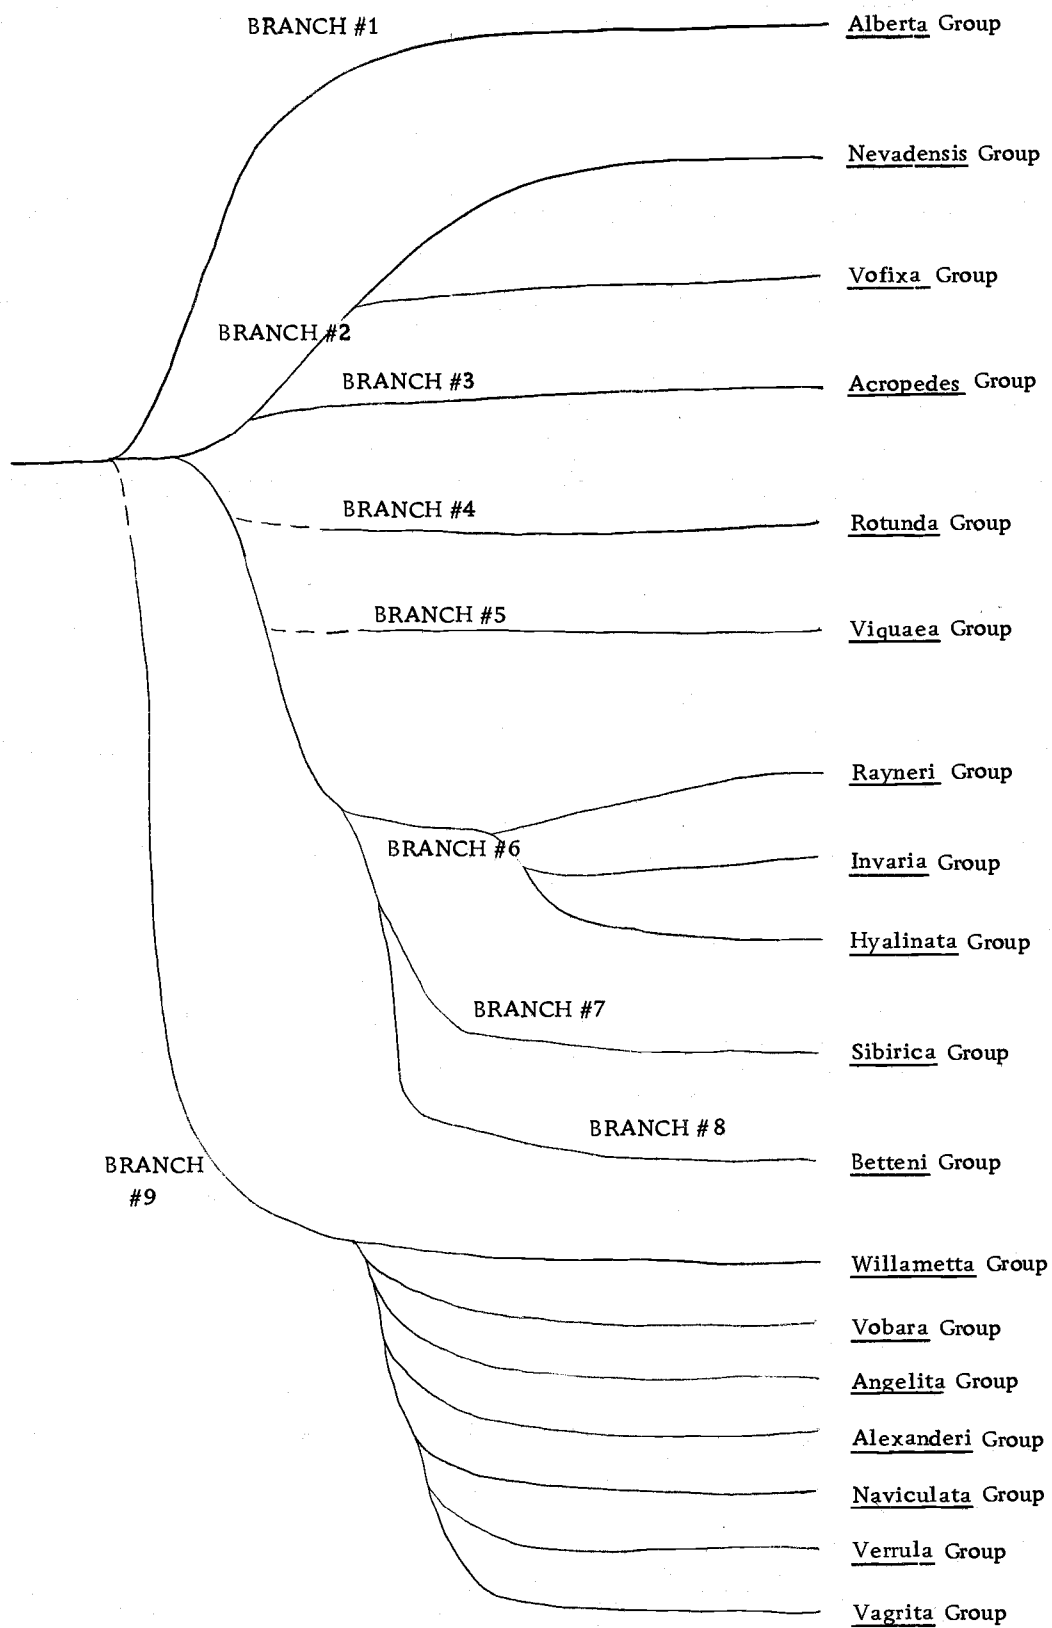 BRANCH #1
Alberta Group
Nevadensis Group
Vofixa Group
BRANCH #2
BRANCH #3
Acropedes Group
BRANCH #4
Rotunda Group
BRANCH #5
Viquaea Group
Rayneri Group
BRANCH #6
Invaria Group
Hyalinata Group
BRANCH #7
Sibirica Group
BRANCH #8
Betteni Group
BRANCH
#9
Willametta Group
Vobara Group
Angelita Group
Alexanderi Group
Naviculata Group
Verrula Group
Vagrita Group